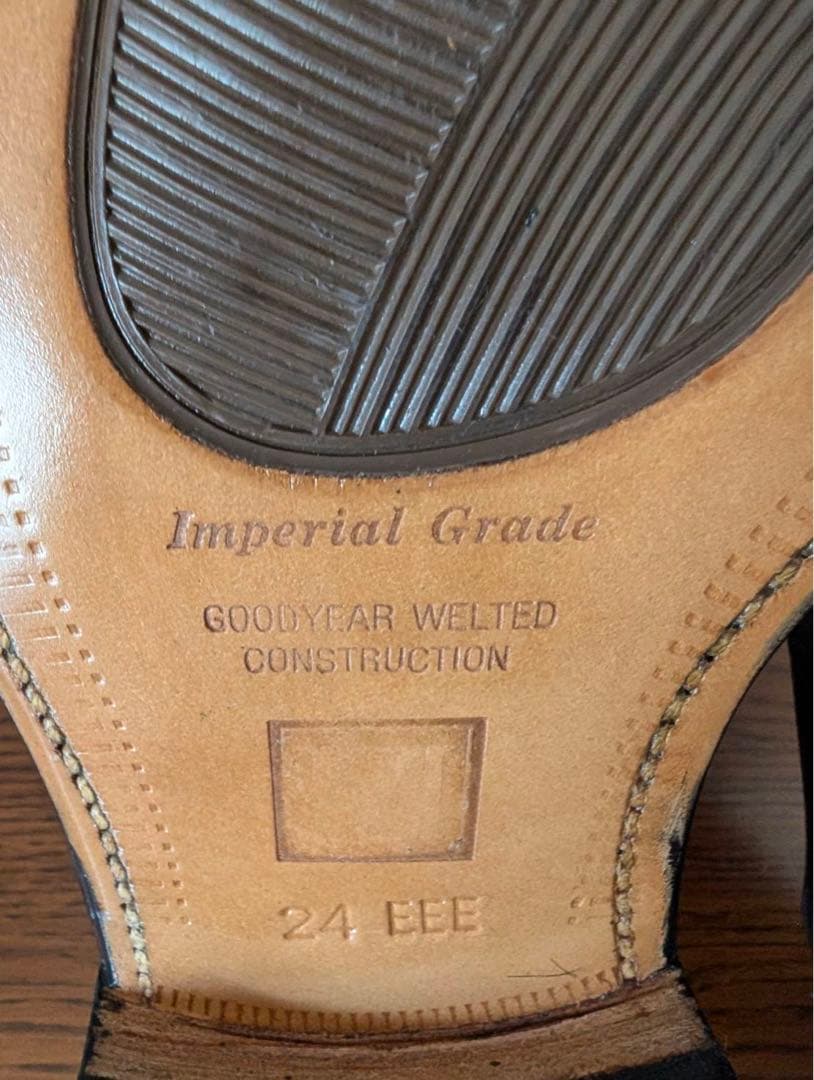 Imperial Grade
GOODYEAR WELTED
CONSTRUCTION
24 EEE